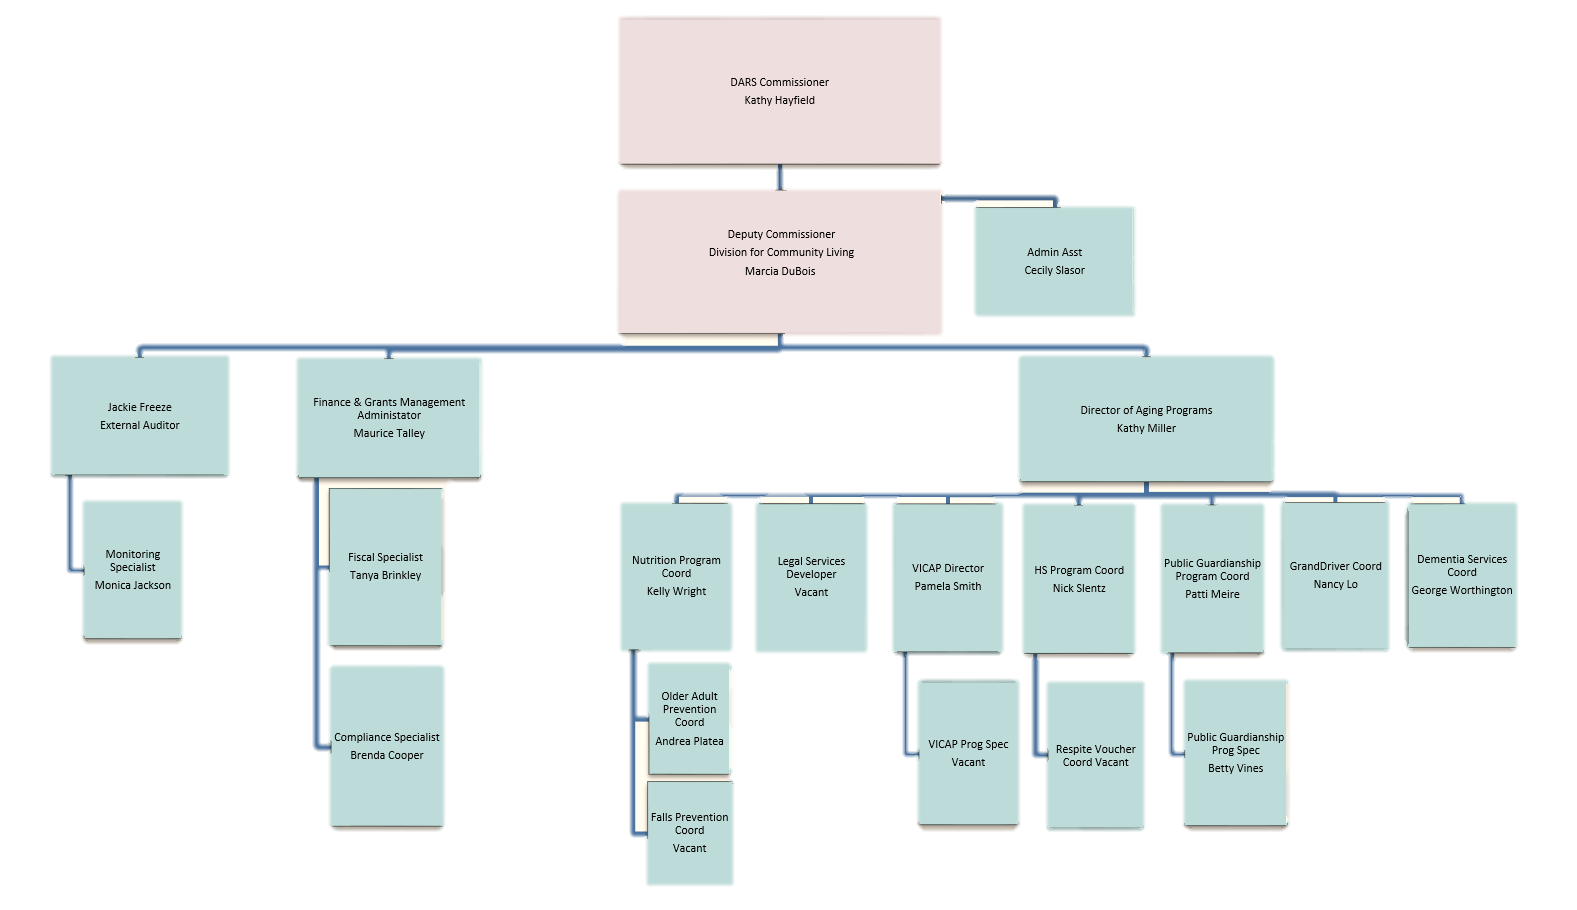 DARS Commissioner
Kathy Hayfield
Deputy Commissioner
Division for Community Living
Marcia DuBois
Admin Asst
Cecily Slasor
Jackie Freeze
External Auditor
Finance & Grants Management
Administator
Maurice Talley
Director of Aging Programs
Kathy Miller
Monitoring
Specialist
Monica Jackson
Fiscal Specialist
Tanya Brinkley
Compliance Specialist
Brenda Cooper
Nutrition Program
Coord
Kelly Wright
Legal Services
Developer
Vacant
VICAP Director
Pamela Smith
HS Program Coord
Nick Slentz
Public Guardianship
Program Coord
Patti Meire
GrandDriver Coord
Nancy Lo
Dementia Services
Coord
George Worthington
Older Adult
Prevention
Coord
Andrea Platea
Falls Prevention
Coord
Vacant
VICAP Prog Spec
Vacant
Respite Voucher
Coord Vacant
Public Guardianship
Prog Spec
Betty Vines